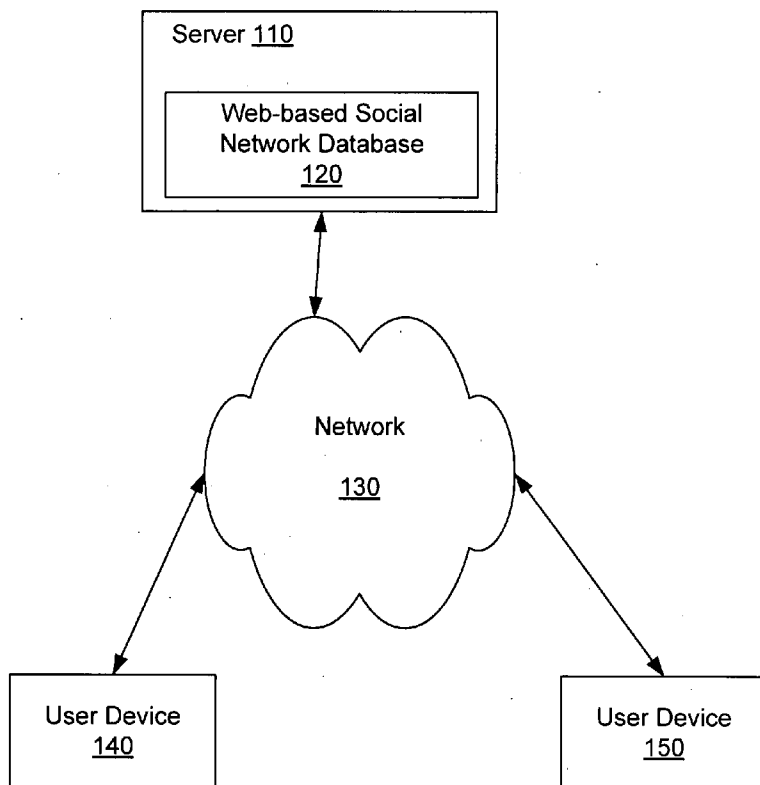 Server 110
Web-based Social
Network Database
120
Network
130
User Device
140
User Device
150